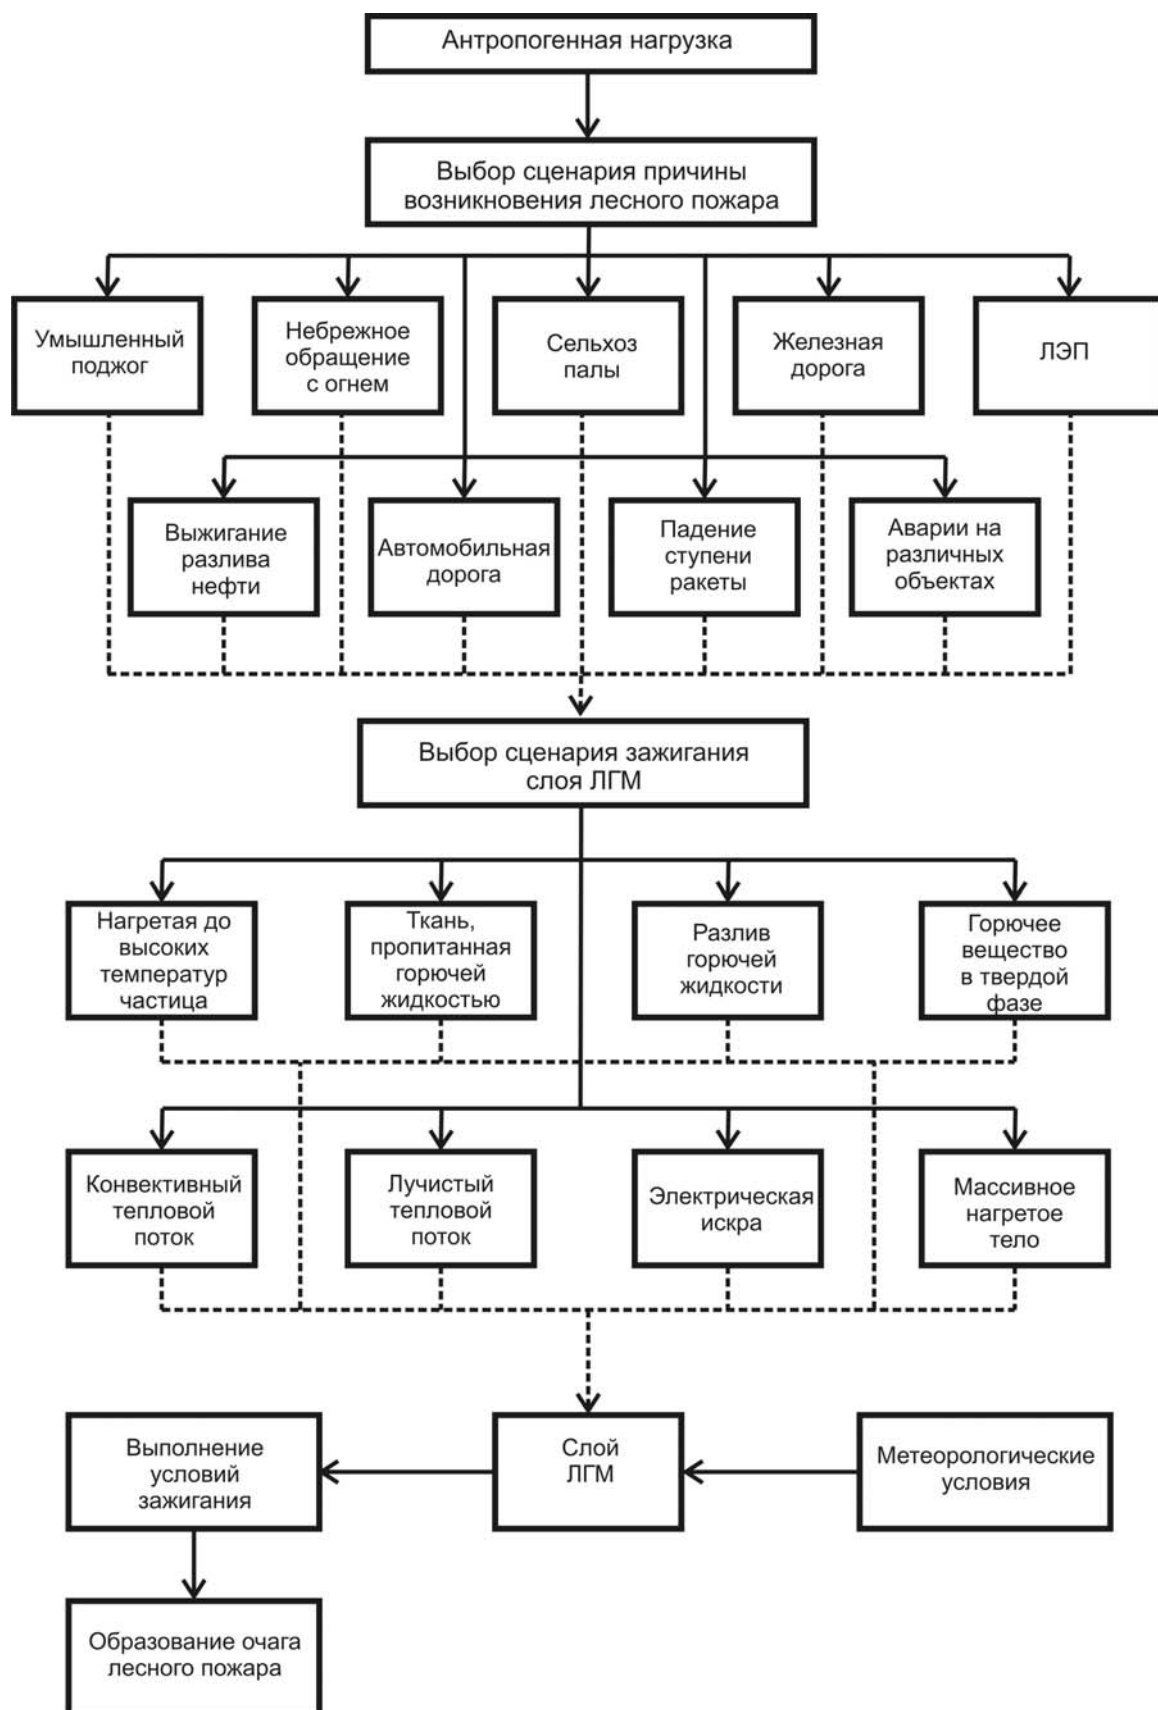 Антропогенная нагрузка
Выбор сценария причины
возникновения лесного пожара
Умышленный
поджог
Небрежное
обращение
с огнем
Сельхоз
палы
Железная
дорога
ЛЭП
Выжигание
разлива
нефти
Автомобильная
дорога
Падение
ступени
ракеты
Аварии на
различных
объектах
Выбор сценария зажигания
слоя ЛГМ
Нагретая до
высоких
температур
частица
Ткань,
пропитанная
горючей
жидкостью
Разлив
горючей
жидкости
Горючее
вещество
в твердой
фазе
Конвективный
тепловой
поток
Лучистый
тепловой
поток
Электрическая
искра
Массивное
нагретое
тело
Выполнение
условий
зажигания
Слой
ЛГМ
Метеорологические
условия
Образование очага
лесного пожара